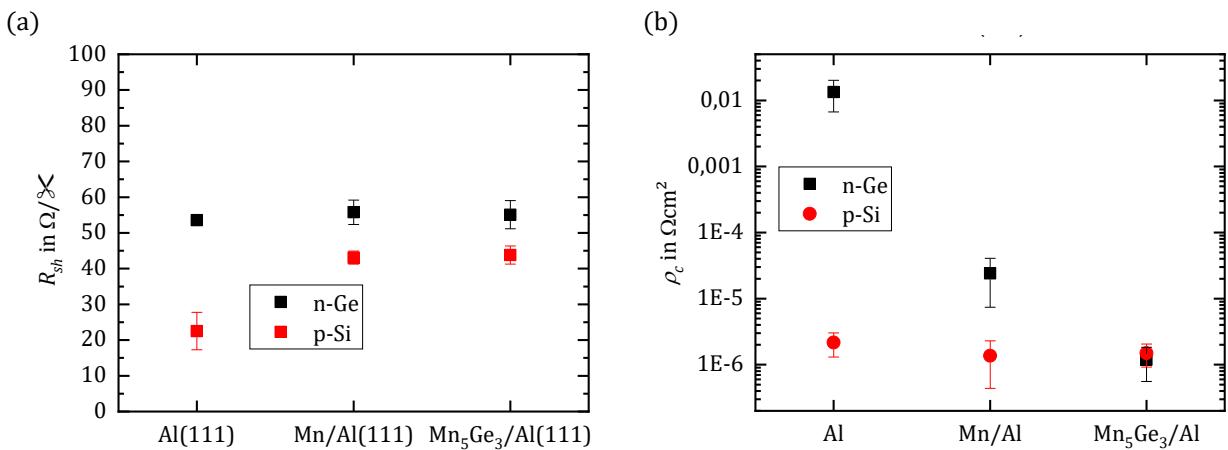 (a)
100
90
80
70
60
50
40
30
20
10
0
R_sh in Ω/
n-Ge
p-Si
Al(111)
Mn/Al(111)
Mn₅Ge₃/Al(111)
(b)
0,01
0,001
1E-4
1E-5
1E-6
ρ_c in Ωcm²
n-Ge
p-Si
Al
Mn/Al
Mn₅Ge₃/Al